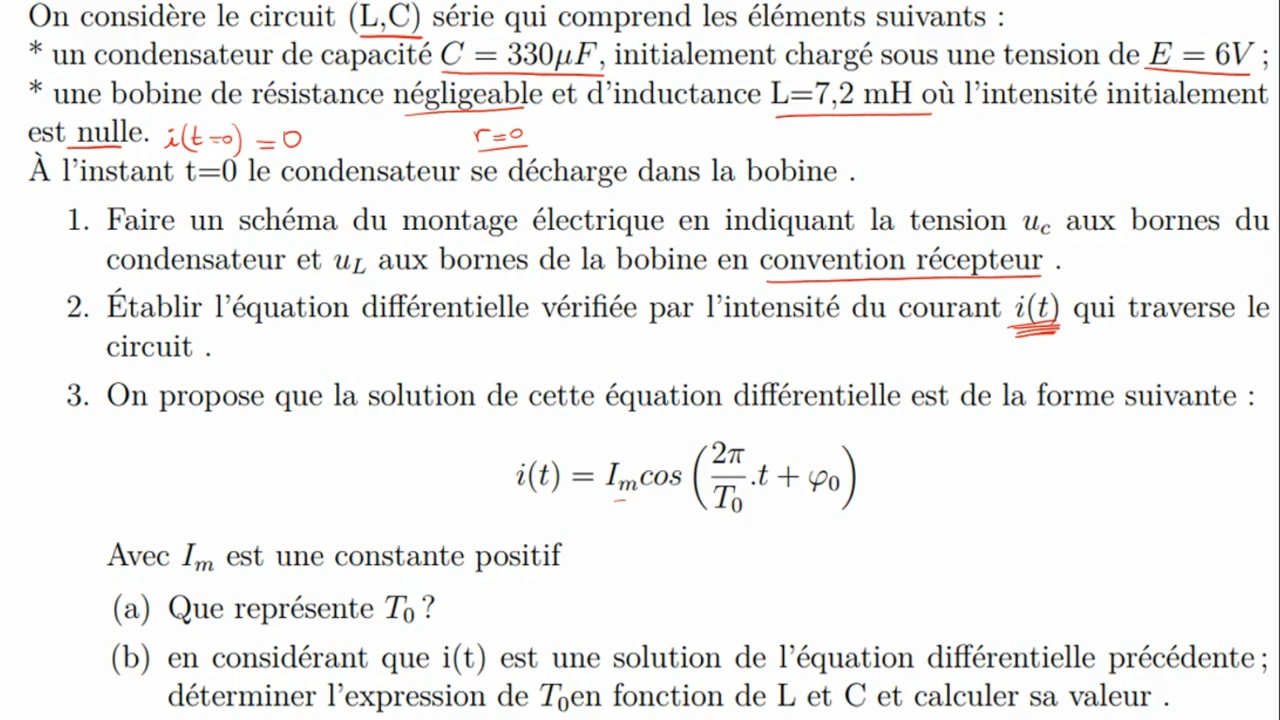 On considère le circuit (L,C) série qui comprend les éléments suivants :
* un condensateur de capacité C = 330μF, initialement chargé sous une tension de E = 6V ;
* une bobine de résistance négligeable et d'inductance L=7,2 mH où l'intensité initialement
est nulle. i(t=0) = 0 r=0
À l'instant t=0 le condensateur se décharge dans la bobine .
1. Faire un schéma du montage électrique en indiquant la tension u_c aux bornes du
condensateur et u_L aux bornes de la bobine en convention récepteur .
2. Établir l'équation différentielle vérifiée par l'intensité du courant i(t) qui traverse le
circuit .
3. On propose que la solution de cette équation différentielle est de la forme suivante :
i(t) = I_m cos (2π/T_0 .t + φ_0)
Avec I_m est une constante positif
(a) Que représente T_0 ?
(b) en considérant que i(t) est une solution de l'équation différentielle précédente ;
déterminer l'expression de T_0en fonction de L et C et calculer sa valeur .